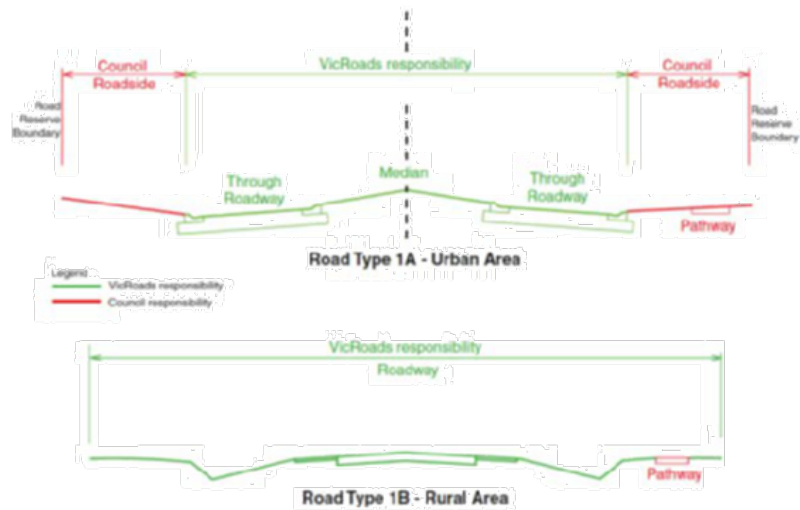 Council
Roadside
VicRoads responsibility
Council
Roadside
Road
Reserve
Boundary
Road
Reserve
Boundary
Through
Roadway
Median
Through
Roadway
Pathway
Road Type 1A - Urban Area
Legend
VicRoads responsibility
Council responsibility
VicRoads responsibility
Roadway
Pathway
Road Type 1B - Rural Area